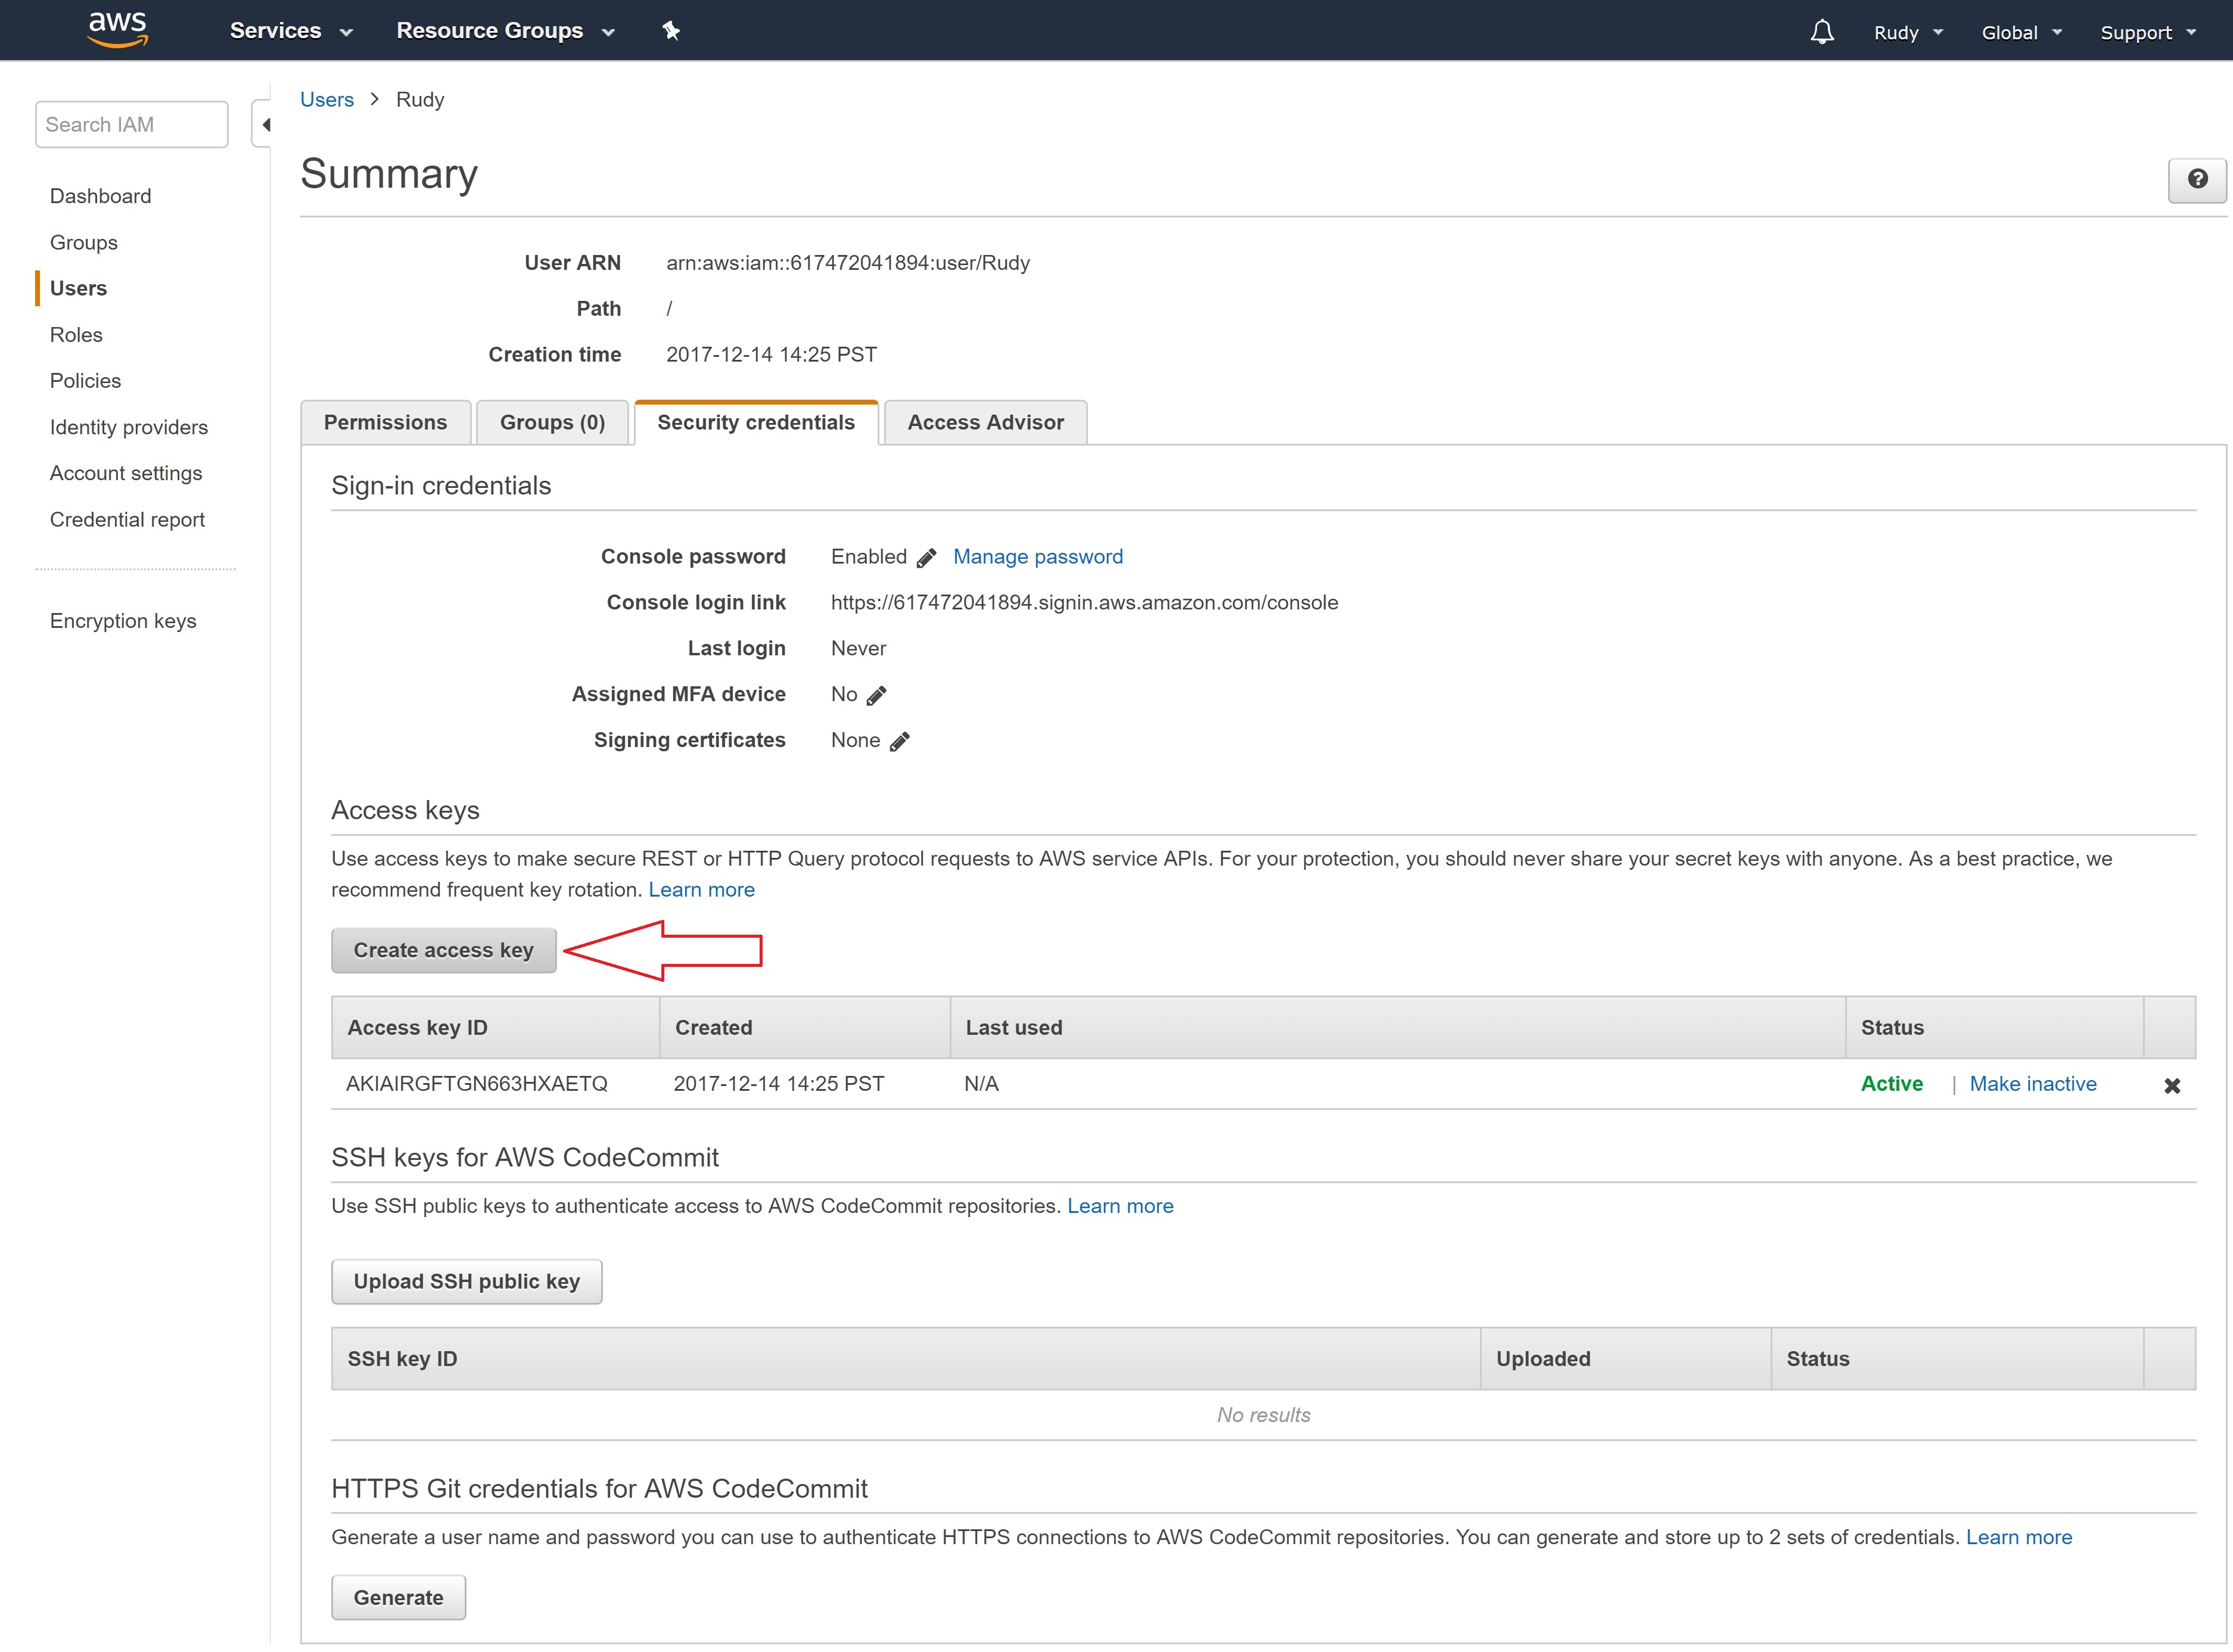 aws Services Resource Groups Rudy Global Support
Search IAM
Dashboard
Groups
Users
Roles
Policies
Identity providers
Account settings
Credential report
Encryption keys
Users > Rudy
Summary
User ARN arn:aws:iam::617472041894:user/Rudy
Path /
Creation time 2017-12-14 14:25 PST
Permissions Groups (0) Security credentials Access Advisor
Sign-in credentials
Console password Enabled Manage password
Console login link https://617472041894.signin.aws.amazon.com/console
Last login Never
Assigned MFA device No
Signing certificates None
Access keys
Use access keys to make secure REST or HTTP Query protocol requests to AWS service APIs. For your protection, you should never share your secret keys with anyone. As a best practice, we
recommend frequent key rotation. Learn more
Create access key
Access key ID Created Last used Status
AKIAIRGFTGN663HXAETQ 2017-12-14 14:25 PST N/A Active | Make inactive
SSH keys for AWS CodeCommit
Use SSH public keys to authenticate access to AWS CodeCommit repositories. Learn more
Upload SSH public key
SSH key ID Uploaded Status
No results
HTTPS Git credentials for AWS CodeCommit
Generate a user name and password you can use to authenticate HTTPS connections to AWS CodeCommit repositories. You can generate and store up to 2 sets of credentials. Learn more
Generate